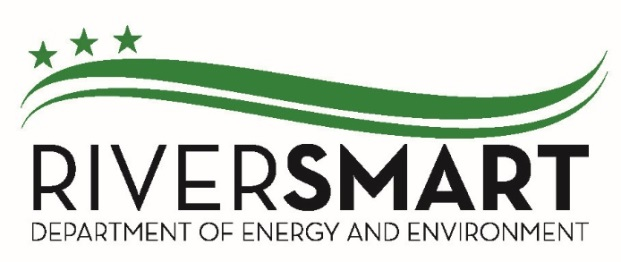 RIVERSMART
DEPARTMENT OF ENERGY AND ENVIRONMENT